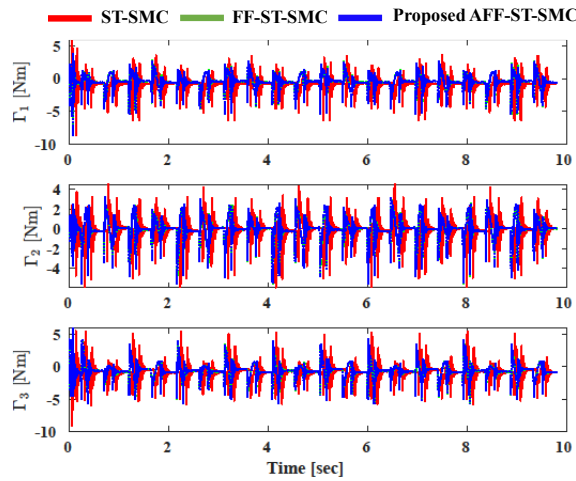 ST-SMC FF-ST-SMC Proposed AFF-ST-SMC
Γ1 [Nm]
5
0
-5
-10
0 2 4 6 8 10
Γ2 [Nm]
4
2
0
-2
-4
0 2 4 6 8 10
Γ3 [Nm]
5
0
-5
-10
0 2 4 6 8 10
Time [sec]